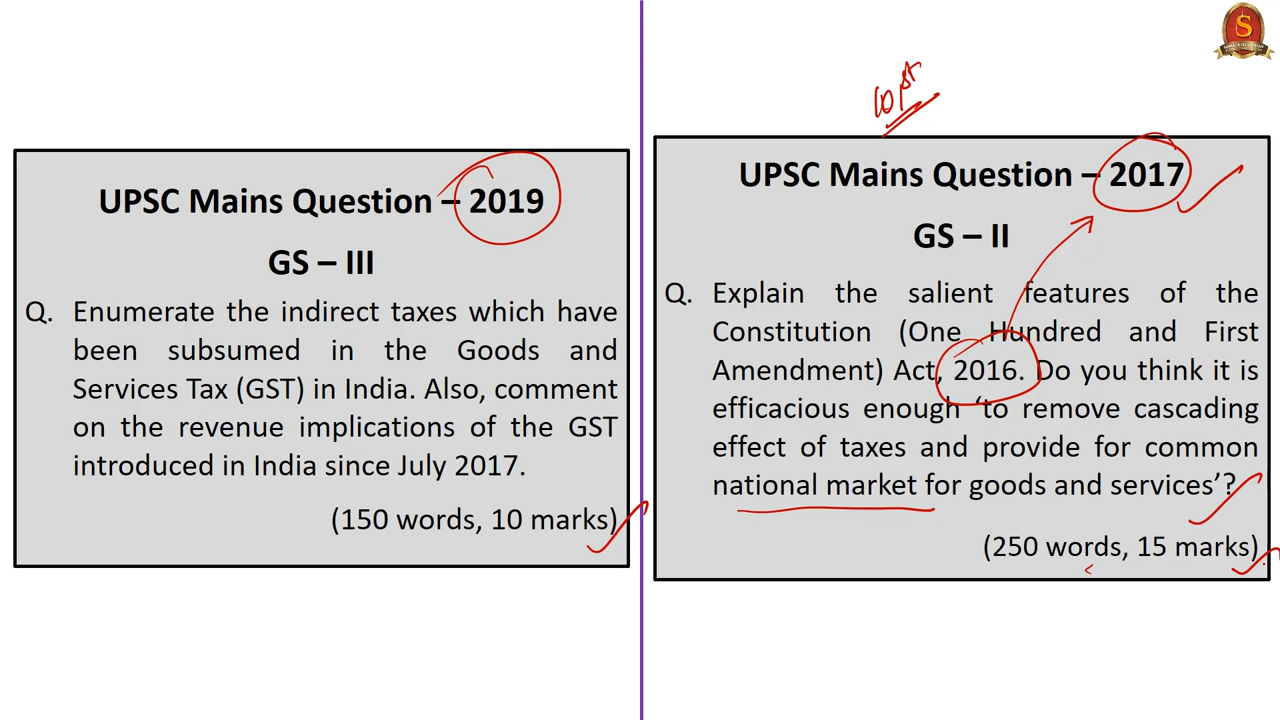 UPSC Mains Question – 2019
GS – III
Q. Enumerate the indirect taxes which have
been subsumed in the Goods and
Services Tax (GST) in India. Also, comment
on the revenue implications of the GST
introduced in India since July 2017.
(150 words, 10 marks)
S
101st
UPSC Mains Question – 2017
GS – II
Q. Explain the salient features of the
Constitution (One Hundred and First
Amendment) Act, 2016. Do you think it is
efficacious enough ‘to remove cascading
effect of taxes and provide for common
national market for goods and services’?
(250 words, 15 marks)